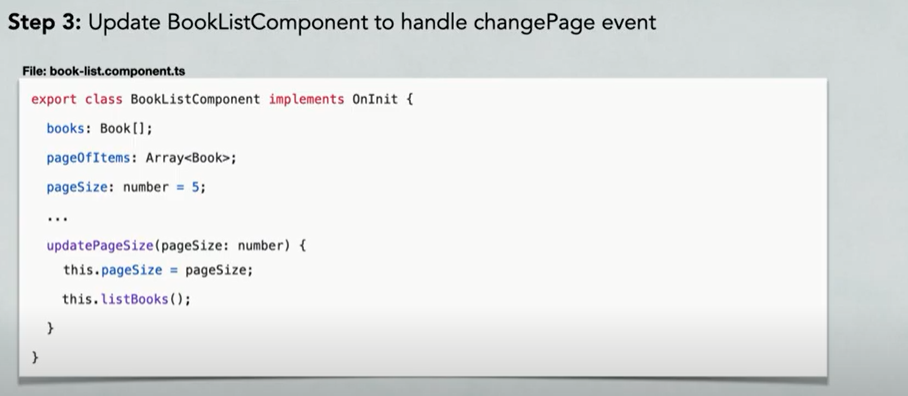 Step 3: Update BookListComponent to handle changePage event
File: book-list.component.ts
export class BookListComponent implements OnInit {
books: Book[];
pageOfItems: Array<Book>;
pageSize: number = 5;
...
updatePageSize(pageSize: number) {
this.pageSize = pageSize;
this.listBooks();
}
}